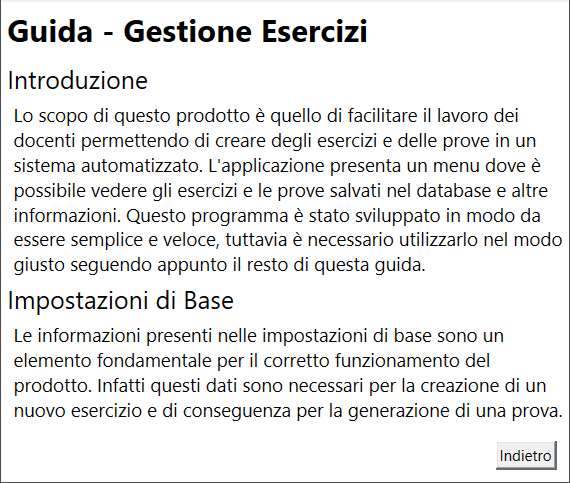 Guida - Gestione Esercizi
Introduzione
Lo scopo di questo prodotto è quello di facilitare il lavoro dei
docenti permettendo di creare degli esercizi e delle prove in un
sistema automatizzato. L'applicazione presenta un menu dove è
possibile vedere gli esercizi e le prove salvati nel database e altre
informazioni. Questo programma è stato sviluppato in modo da
essere semplice e veloce, tuttavia è necessario utilizzarlo nel modo
giusto seguendo appunto il resto di questa guida.
Impostazioni di Base
Le informazioni presenti nelle impostazioni di base sono un
elemento fondamentale per il corretto funzionamento del
prodotto. Infatti questi dati sono necessari per la creazione di un
nuovo esercizio e di conseguenza per la generazione di una prova.
Indietro